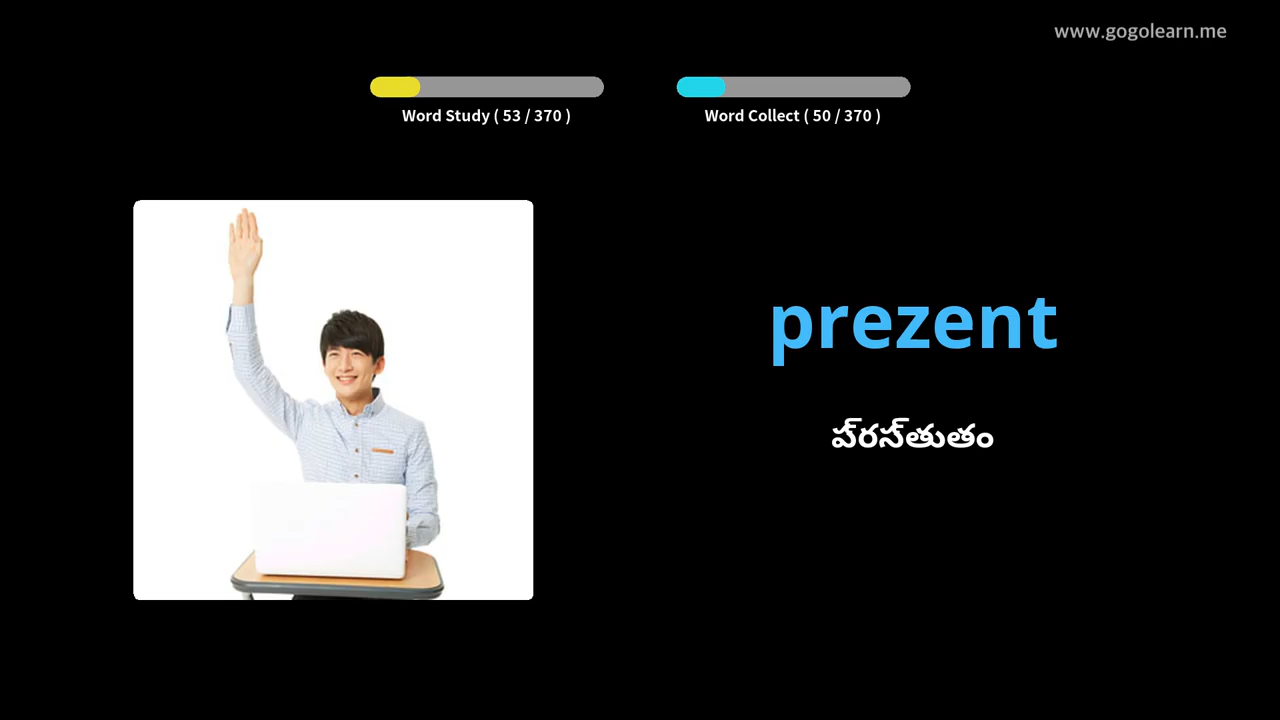 www.gogolearn.me
Word Study ( 53 / 370 )
Word Collect ( 50 / 370 )
prezent
ప్‌రస్‌తుతం